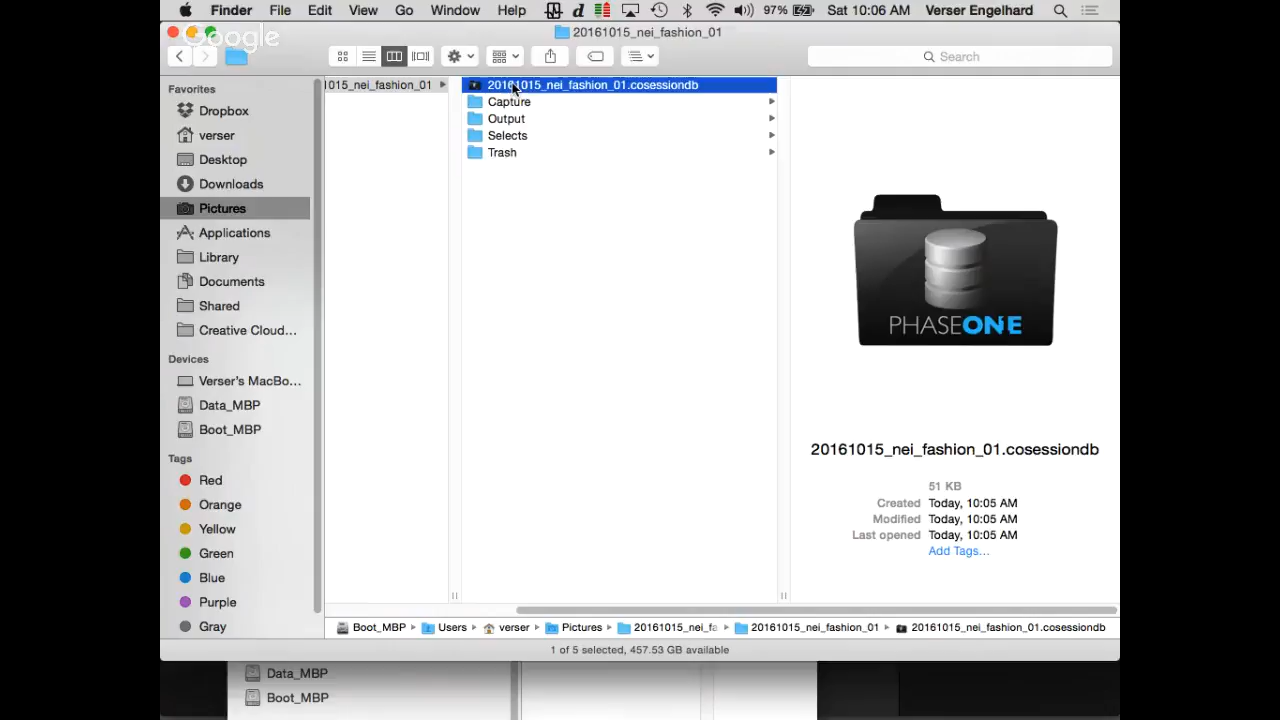 Finder File Edit View Go Window Help 97% Sat 10:06 AM Verser Engelhard
Google
20161015_nei_fashion_01
Search
Favorites
Dropbox
verser
Desktop
Downloads
Pictures
Applications
Library
Documents
Shared
Creative Cloud...
Devices
Verser's MacBo...
Data_MBP
Boot_MBP
Tags
Red
Orange
Yellow
Green
Blue
Purple
Gray
1015_nei_fashion_01
20161015_nei_fashion_01.cosessiondb
Capture
Output
Selects
Trash
PHASEONE
20161015_nei_fashion_01.cosessiondb
51 KB
Created Today, 10:05 AM
Modified Today, 10:05 AM
Last opened Today, 10:05 AM
Add Tags...
Boot_MBP Users verser Pictures 20161015_nei_fa 20161015_nei_fashion_01 20161015_nei_fashion_01.cosessiondb
1 of 5 selected, 457.53 GB available
Data_MBP
Boot_MBP